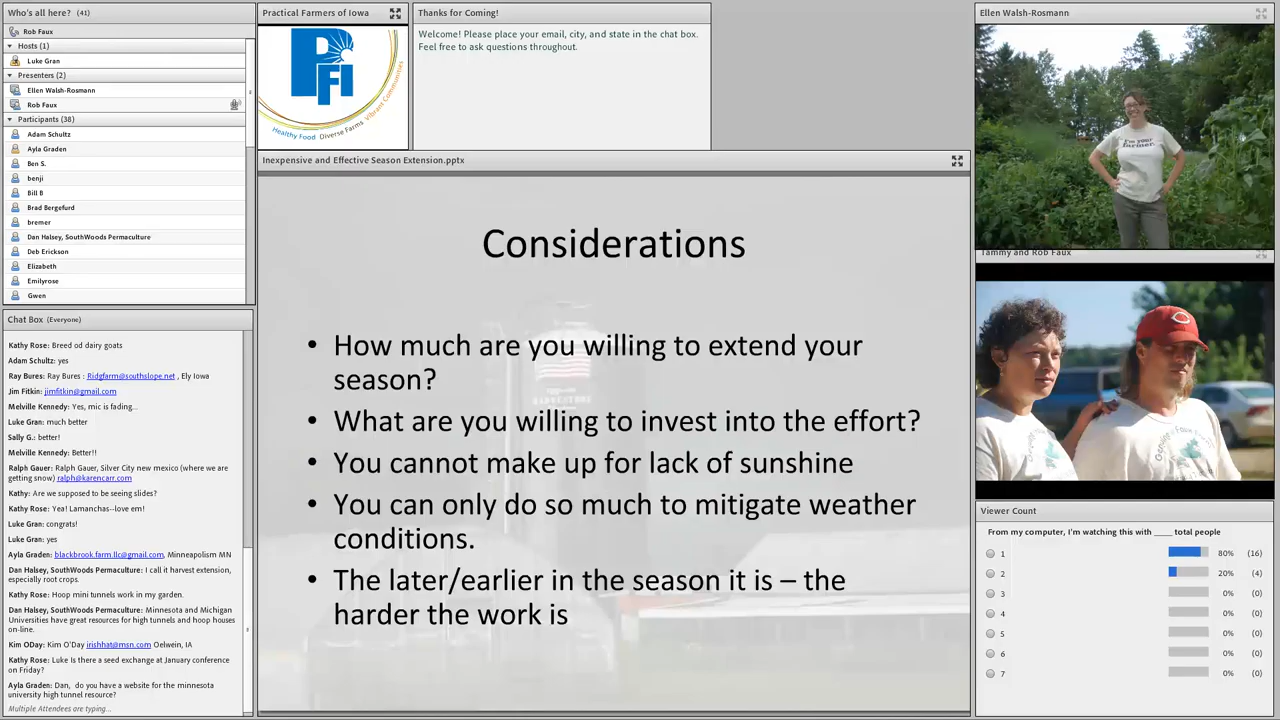 Who's all here? (41)
Rob Faux
Hosts (1)
Luke Gran
Presenters (2)
Ellen Walsh-Rosmann
Rob Faux
Participants (38)
Adam Schultz
Ayla Graden
Ben S.
benji
Bill B
Brad Bergefurd
bremer
Dan Halsey, SouthWoods Permaculture
Deb Erickson
Elizabeth
Emilyrose
Gwen
Chat Box (Everyone)
Kathy Rose: Breed od dairy goats
Adam Schultz: yes
Ray Bures: Ray Bures : Ridgfarm@southslope.net , Ely Iowa
Jim Fitkin: jimfitkin@gmail.com
Melville Kennedy: Yes, mic is fading...
Luke Gran: much better
Sally G.: better!
Melville Kennedy: Better!!
Ralph Gauer: Ralph Gauer, Silver City new mexico (where we are
getting snow) ralph@karencarr.com
Kathy: Are we supposed to be seeing slides?
Kathy Rose: Yea! Lamanchas--love em!
Luke Gran: congrats!
Luke Gran: yes
Ayla Graden: blackbrook.farm.llc@gmail.com, Minneapolism MN
Dan Halsey, SouthWoods Permaculture: I call it harvest extension,
especially root crops.
Kathy Rose: Hoop mini tunnels work in my garden.
Dan Halsey, SouthWoods Permaculture: Minnesota and Michigan
Universities have great resources for high tunnels and hoop houses
on-line.
Kim ODay: Kim O'Day irishhat@msn.com Oelwein, IA
Kathy Rose: Luke Is there a seed exchange at January conference
on Friday?
Ayla Graden: Dan, do you have a website for the minnesota
university high tunnel resource?
Multiple Attendees are typing...
Practical Farmers of Iowa
PFi
Healthy Food Diverse Farms Vibrant Communities
Thanks for Coming!
Welcome! Please place your email, city, and state in the chat box.
Feel free to ask questions throughout.
Inexpensive and Effective Season Extension.pptx
Considerations
• How much are you willing to extend your
season?
• What are you willing to invest into the effort?
• You cannot make up for lack of sunshine
• You can only do so much to mitigate weather
conditions.
• The later/earlier in the season it is – the
harder the work is
Ellen Walsh-Rosmann
I'm your
farmer.
Tammy and Rob Faux
Viewer Count
From my computer, I'm watching this with ____ total people
1 80% (16)
2 20% (4)
3 0% (0)
4 0% (0)
5 0% (0)
6 0% (0)
7 0% (0)